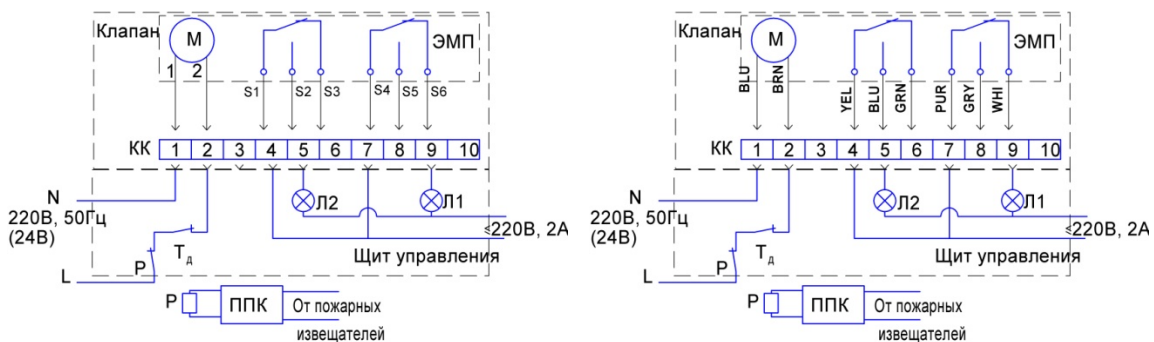 Клапан
М
ЭМП
1 2
S1 S2 S3 S4 S5 S6
КК 1 2 3 4 5 6 7 8 9 10
N
Л2
Л1
220В, 50Гц
(24В)
Тд
≤220В, 2А
Р
Щит управления
L
Р
ППК
От пожарных
извещателей
Клапан
М
ЭМП
BLU BRN YEL BLU GRN PUR GRY WHI
КК 1 2 3 4 5 6 7 8 9 10
N
Л2
Л1
220В, 50Гц
(24В)
Тд
≤220В, 2А
Р
Щит управления
L
Р
ППК
От пожарных
извещателей